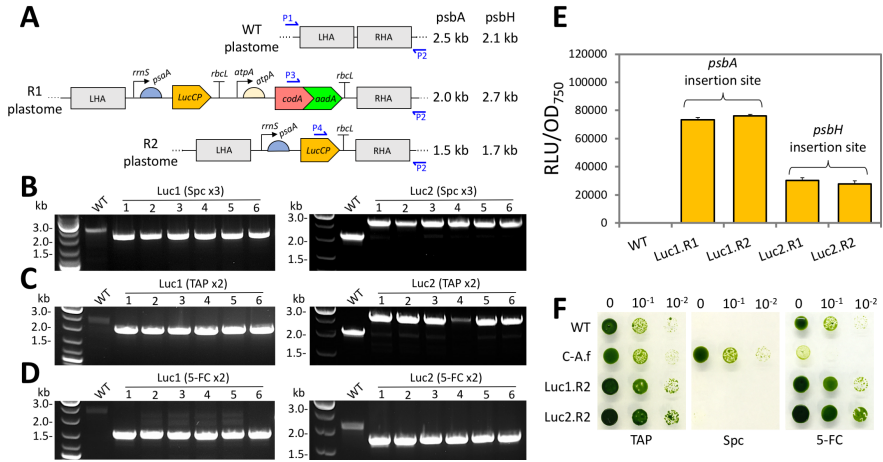 A
psbA psbH
WT
plastome
P1
LHA RHA
P2
2.5 kb 2.1 kb
R1
plastome
LHA
rrnS psaA LucCP rbcL atpA atpA P3 codA aadA rbcL
RHA
P2
2.0 kb 2.7 kb
R2
plastome
LHA
rrnS psaA P4 LucCP rbcL
RHA
P2
1.5 kb 1.7 kb
B
Luc1 (Spc x3)
kb WT 1 2 3 4 5 6
3.0-
2.0-
1.5-
Luc2 (Spc x3)
WT 1 2 3 4 5 6
3.0-
2.0-
1.5-
C
Luc1 (TAP x2)
kb WT 1 2 3 4 5 6
3.0-
2.0-
1.5-
Luc2 (TAP x2)
WT 1 2 3 4 5 6
3.0-
2.0-
1.5-
D
Luc1 (5-FC x2)
kb WT 1 2 3 4 5 6
3.0-
2.0-
1.5-
Luc2 (5-FC x2)
WT 1 2 3 4 5 6
3.0-
2.0-
1.5-
E
RLU/OD750
120000
100000
80000
60000
40000
20000
0
psbA
insertion site
psbH
insertion site
WT Luc1.R1 Luc1.R2 Luc2.R1 Luc2.R2
F
0 10-1 10-2 0 10-1 10-2 0 10-1 10-2
WT
C-A.f
Luc1.R2
Luc2.R2
TAP Spc 5-FC